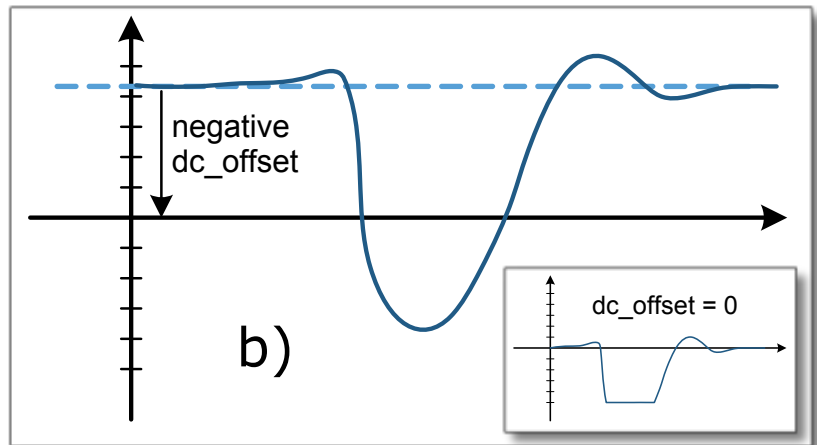 negative
dc_offset
b)
dc_offset = 0